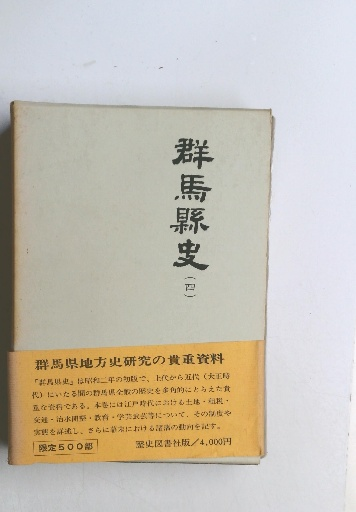 群馬縣史
（四）
群馬県地方史研究の貴重資料
「群馬県史」は昭和二年の初版で、上代から近代（大正時
代）にいたる間の群馬県全般の歴史を多角的にとらえた貴
重な資料である。本巻には江戸時代における土地・租税・
交通・治水開墾・教育・学芸武芸等について、その制度や
実態を詳述し、さらに幕末における諸藩の動向を記す。
限定500部
歴史図書社版／4,000円